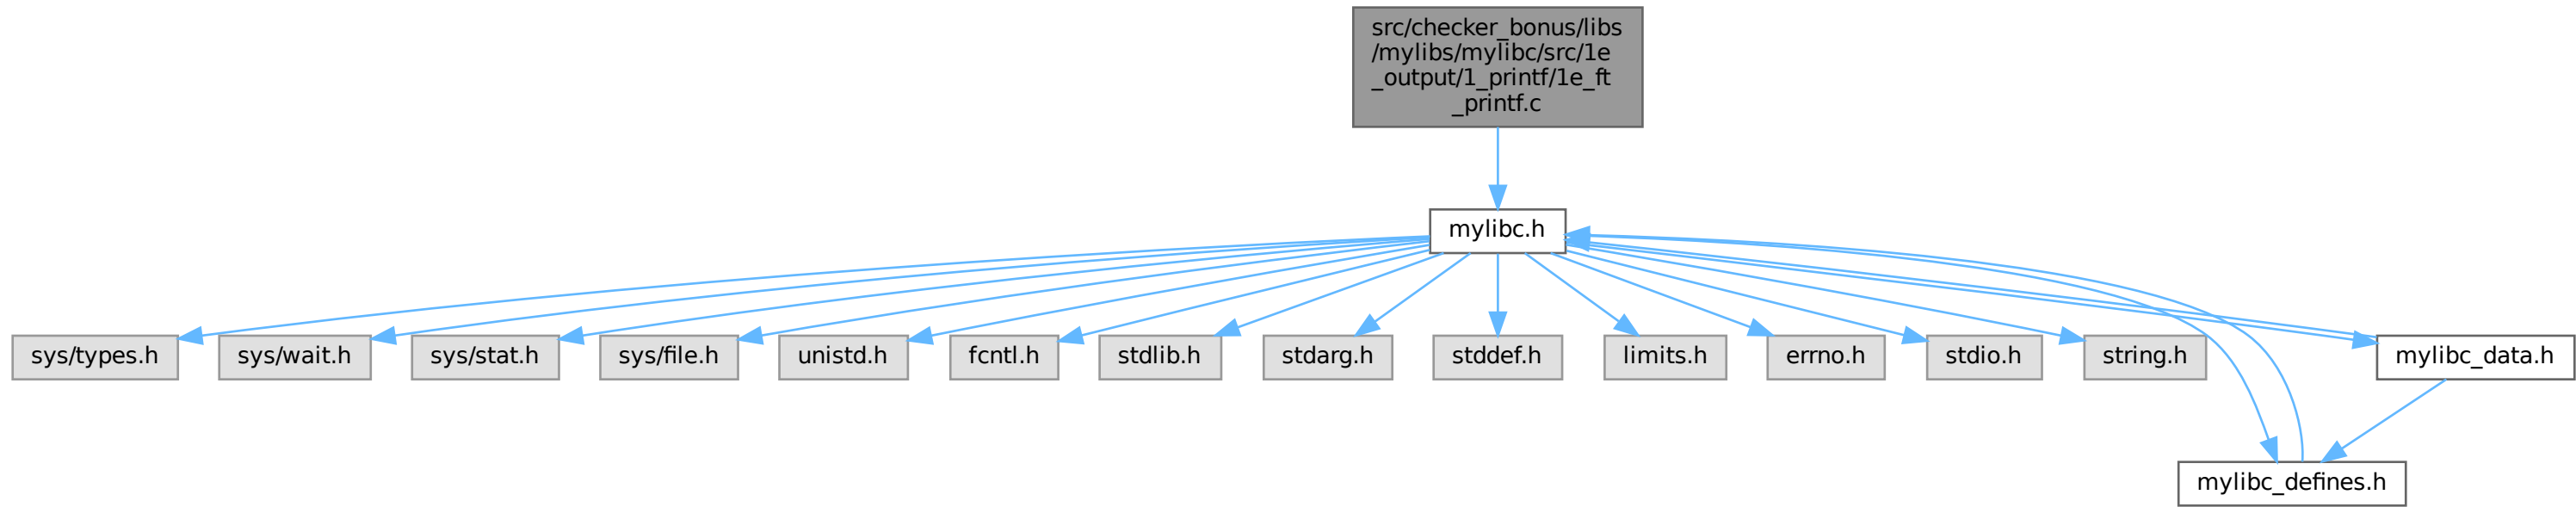 src/checker_bonus/libs
/mylibs/mylibc/src/1e
_output/1_printf/1e_ft
_printf.c
mylibc.h
sys/types.h
sys/wait.h
sys/stat.h
sys/file.h
unistd.h
fcntl.h
stdlib.h
stdarg.h
stddef.h
limits.h
errno.h
stdio.h
string.h
mylibc_data.h
mylibc_defines.h